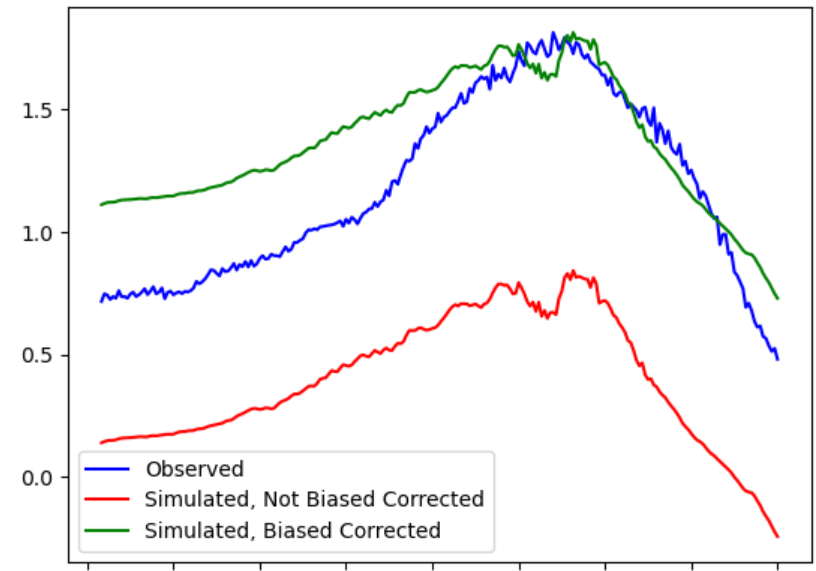 1.5
1.0
0.5
0.0
Observed
Simulated, Not Biased Corrected
Simulated, Biased Corrected